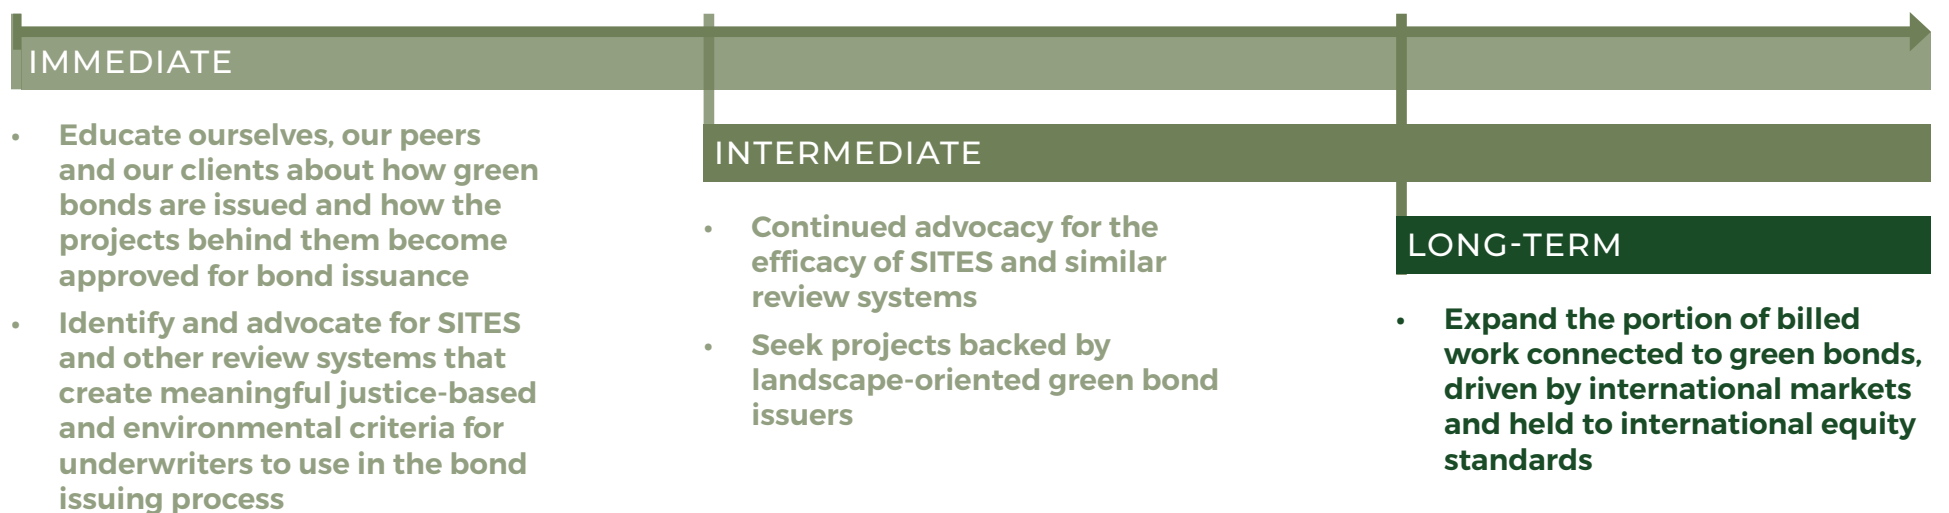 IMMEDIATE
• Educate ourselves, our peers
and our clients about how green
bonds are issued and how the
projects behind them become
approved for bond issuance
• Identify and advocate for SITES
and other review systems that
create meaningful justice-based
and environmental criteria for
underwriters to use in the bond
issuing process
INTERMEDIATE
• Continued advocacy for the
efficacy of SITES and similar
review systems
• Seek projects backed by
landscape-oriented green bond
issuers
LONG-TERM
• Expand the portion of billed
work connected to green bonds,
driven by international markets
and held to international equity
standards